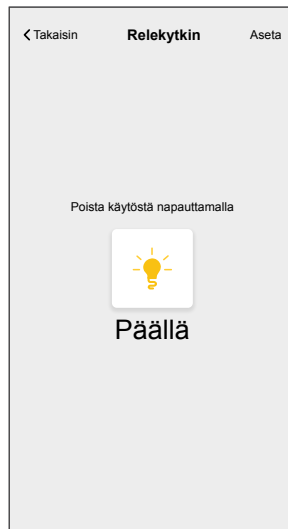 Takaisin Relekytkin Aseta
Poista käytöstä napauttamalla
Päällä